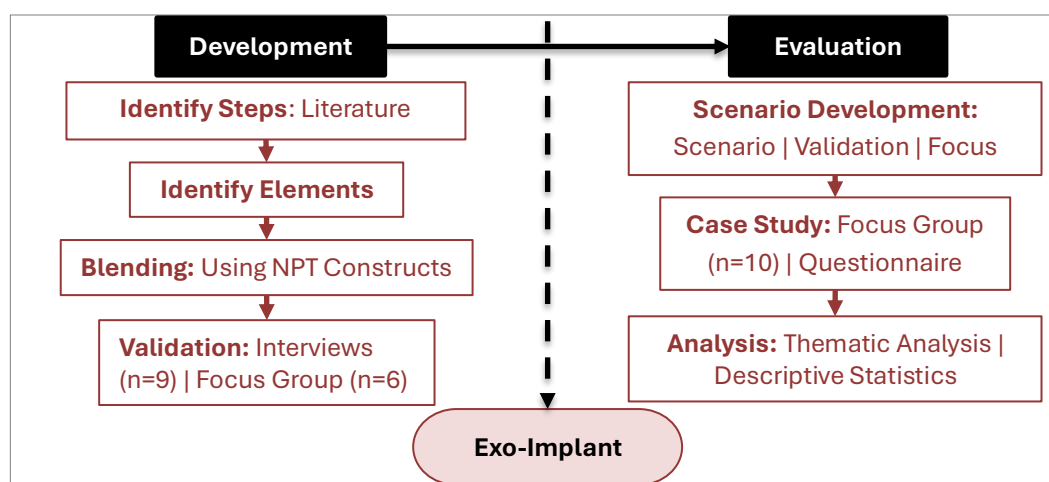 Development
Identify Steps: Literature
Identify Elements
Blending: Using NPT Constructs
Validation: Interviews
(n=9) | Focus Group (n=6)
Evaluation
Scenario Development:
Scenario | Validation | Focus
Case Study: Focus Group
(n=10) | Questionnaire
Analysis: Thematic Analysis |
Descriptive Statistics
Exo-Implant